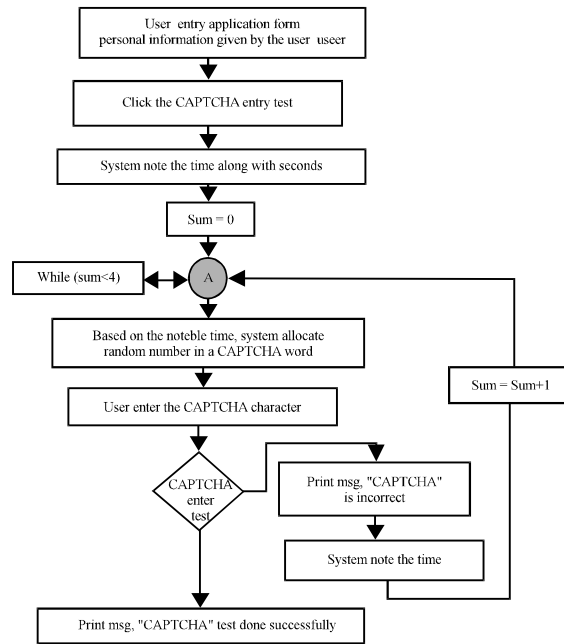 User entry application form
personal information given by the user useer
Click the CAPTCHA entry test
System note the time along with seconds
Sum = 0
While (sum<4)
A
Based on the noteble time, system allocate
random number in a CAPTCHA word
Sum = Sum+1
User enter the CAPTCHA character
CAPTCHA
enter
test
Print msg, "CAPTCHA"
is incorrect
System note the time
Print msg, "CAPTCHA" test done successfully